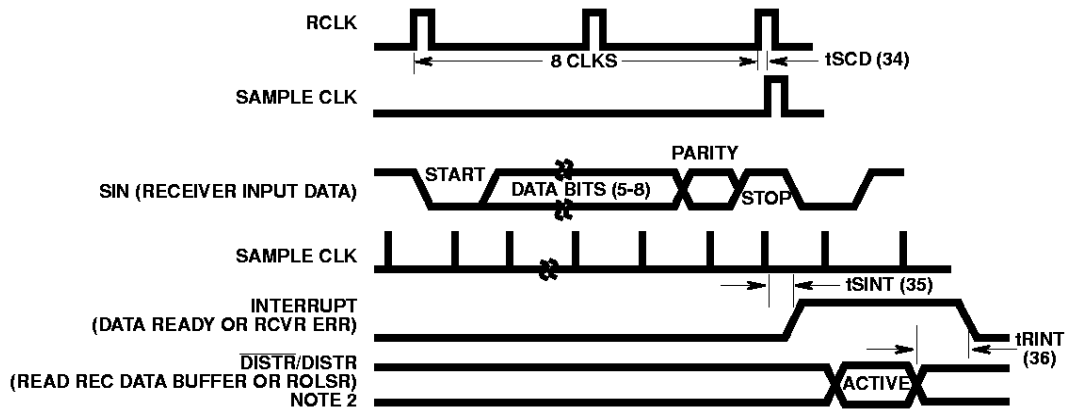 RCLK
8 CLKS
tSCD (34)
SAMPLE CLK
PARITY
SIN (RECEIVER INPUT DATA)
START
DATA BITS (5-8)
STOP
SAMPLE CLK
tSINT (35)
INTERRUPT
(DATA READY OR RCVR ERR)
tRINT
(36)
DISTR/DISTR
(READ REC DATA BUFFER OR ROLSR)
ACTIVE
NOTE 2